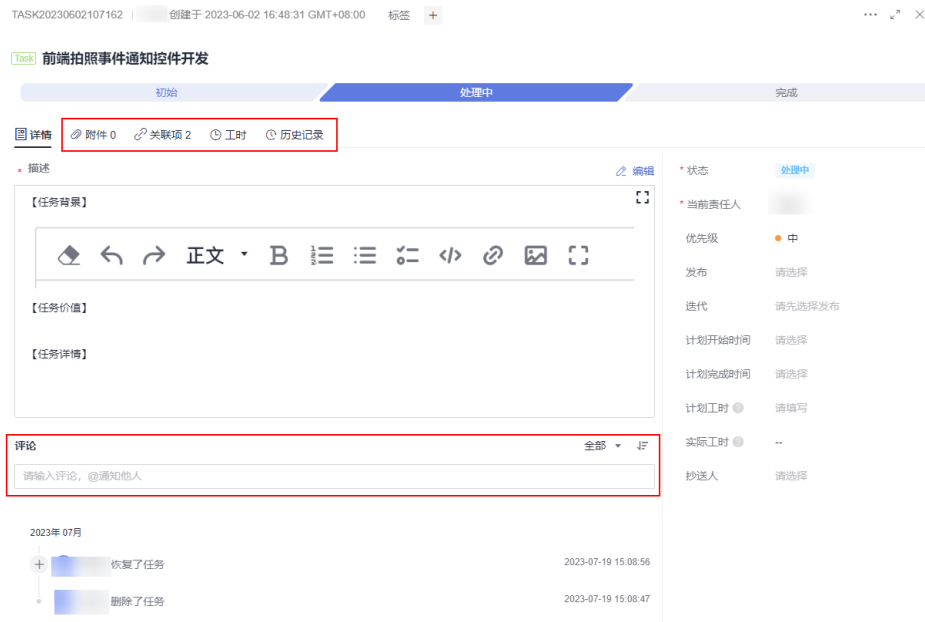 TASK20230602107162 创建于 2023-06-02 16:48:31 GMT+08:00 标签 +
Task 前端拍照事件通知控件开发
初始 处理中 完成
详情 附件 0 关联项 2 工时 历史记录
* 描述 编辑
【任务背景】
正文 B
【任务价值】
【任务详情】
评论 全部
请输入评论，@通知他人
2023年 07月
恢复了任务 2023-07-19 15:08:56
删除了任务 2023-07-19 15:08:47
* 状态 处理中
* 当前责任人
优先级 中
发布 请选择
迭代 请先选择发布
计划开始时间 请选择
计划完成时间 请选择
计划工时 请填写
实际工时 --
抄送人 请选择